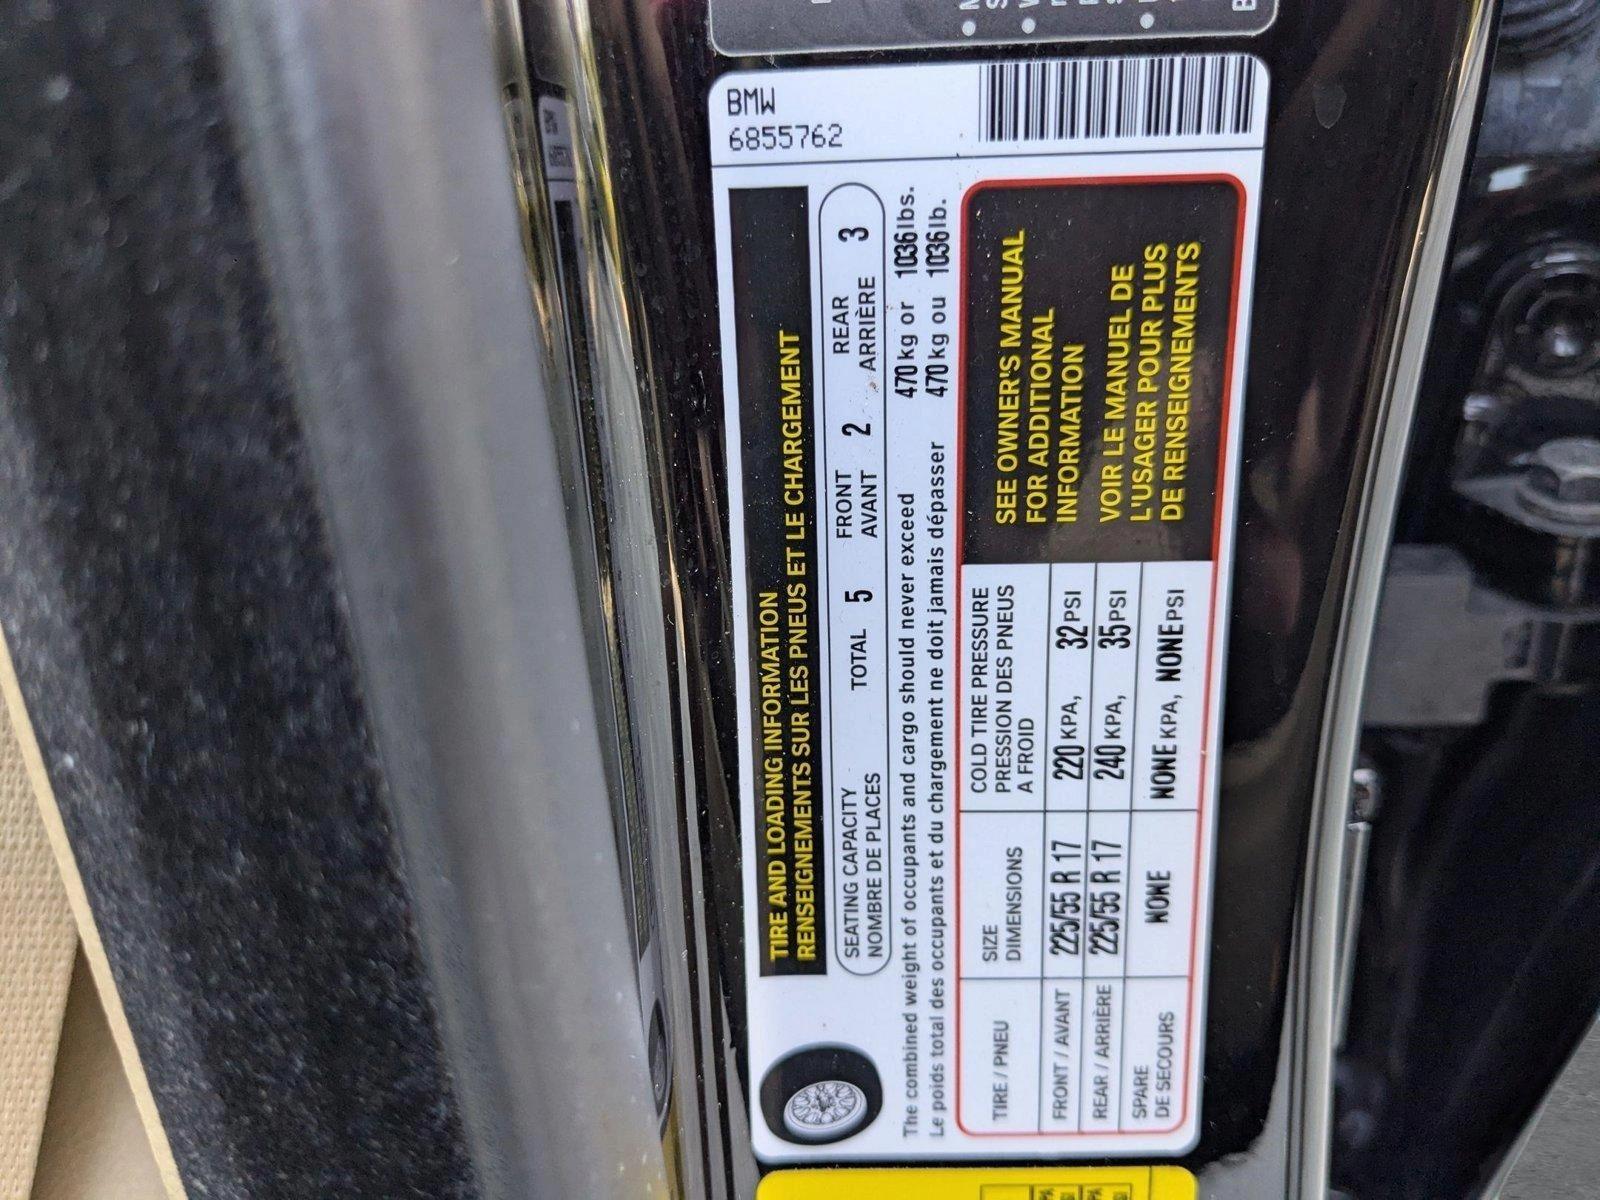 BMW
6855762
TIRE AND LOADING INFORMATION
RENSEIGNEMENTS SUR LES PNEUS ET LE CHARGEMENT
SEATING CAPACITY TOTAL 5 FRONT 2 REAR 3
NOMBRE DE PLACES AVANT ARRIÈRE
The combined weight of occupants and cargo should never exceed 470 kg or 1036 lbs.
Le poids total des occupants et du chargement ne doit jamais dépasser 470 kg ou 1036 lb.
TIRE / PNEU
SIZE
DIMENSIONS
COLD TIRE PRESSURE
PRESSION DES PNEUS
A FROID
FRONT / AVANT 225/55 R 17 220 KPA, 32 PSI
REAR / ARRIÈRE 225/55 R 17 240 KPA, 35 PSI
SPARE
DE SECOURS
NONE NONE KPA, NONE PSI
SEE OWNER'S MANUAL
FOR ADDITIONAL
INFORMATION
VOIR LE MANUEL DE
L'USAGER POUR PLUS
DE RENSEIGNEMENTS